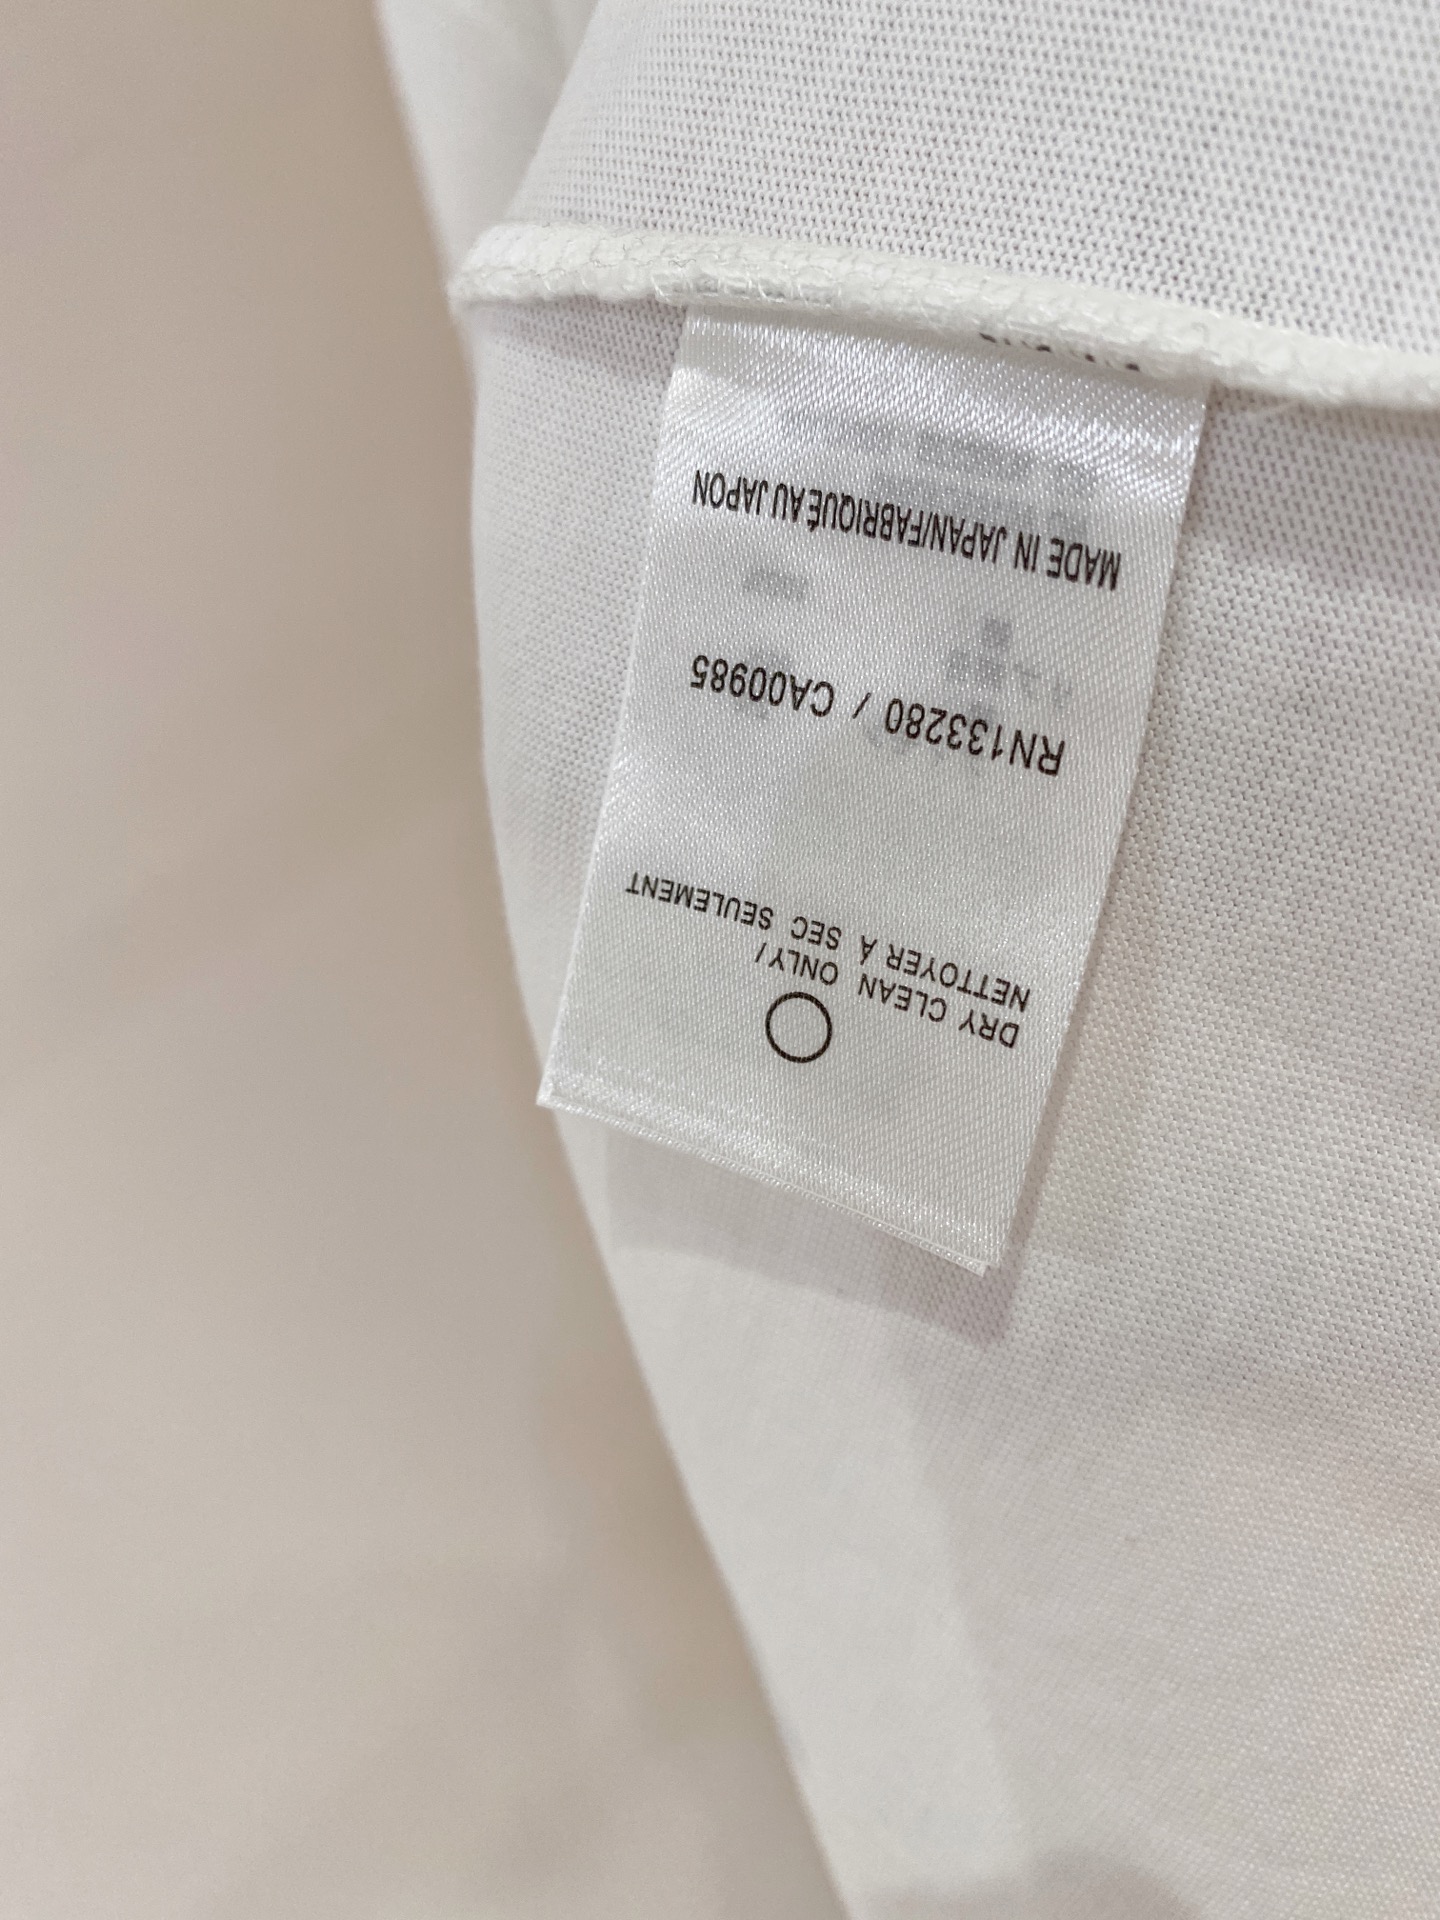 DRY CLEAN ONLY/
NETTOYER À SEC SEULEMENT
RN133280 / CA00985
MADE IN JAPAN/FABRIQUÉ AU JAPON